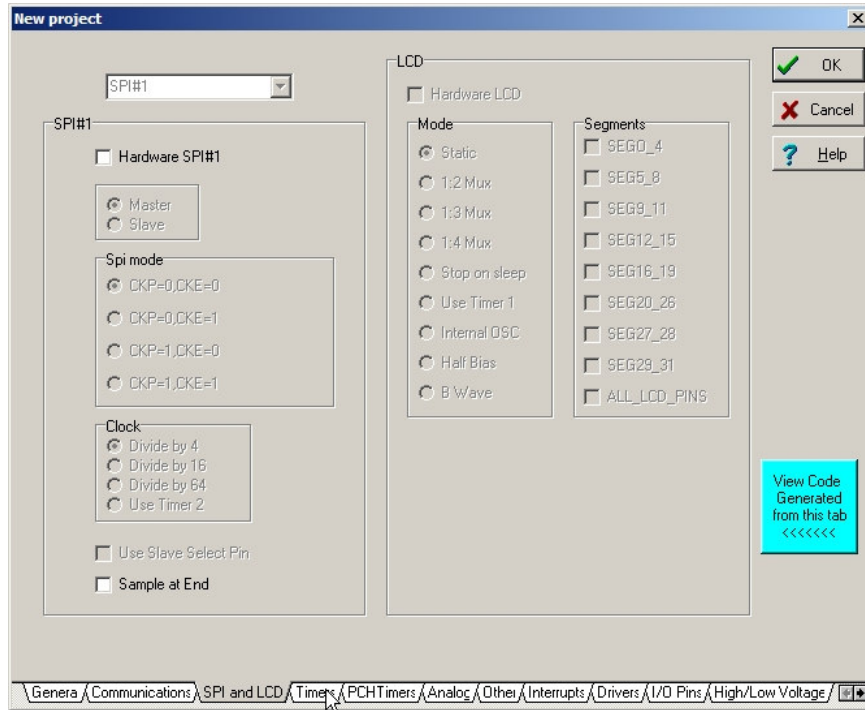 New project
SPI#1
SPI#1
Hardware SPI#1
Master
Slave
Spi mode
CKP=0,CKE=0
CKP=0,CKE=1
CKP=1,CKE=0
CKP=1,CKE=1
Clock
Divide by 4
Divide by 16
Divide by 64
Use Timer 2
Use Slave Select Pin
Sample at End
LCD
Hardware LCD
Mode
Static
1:2 Mux
1:3 Mux
1:4 Mux
Stop on sleep
Use Timer 1
Internal OSC
Half Bias
B Wave
Segments
SEG0_4
SEG5_8
SEG9_11
SEG12_15
SEG16_19
SEG20_26
SEG27_28
SEG29_31
ALL_LCD_PINS
OK
Cancel
Help
View Code
Generated
from this tab
<<<<<<<
Genera Communications SPI and LCD Timers PCHTimers Analog Other Interrupts Drivers I/O Pins High/Low Voltage